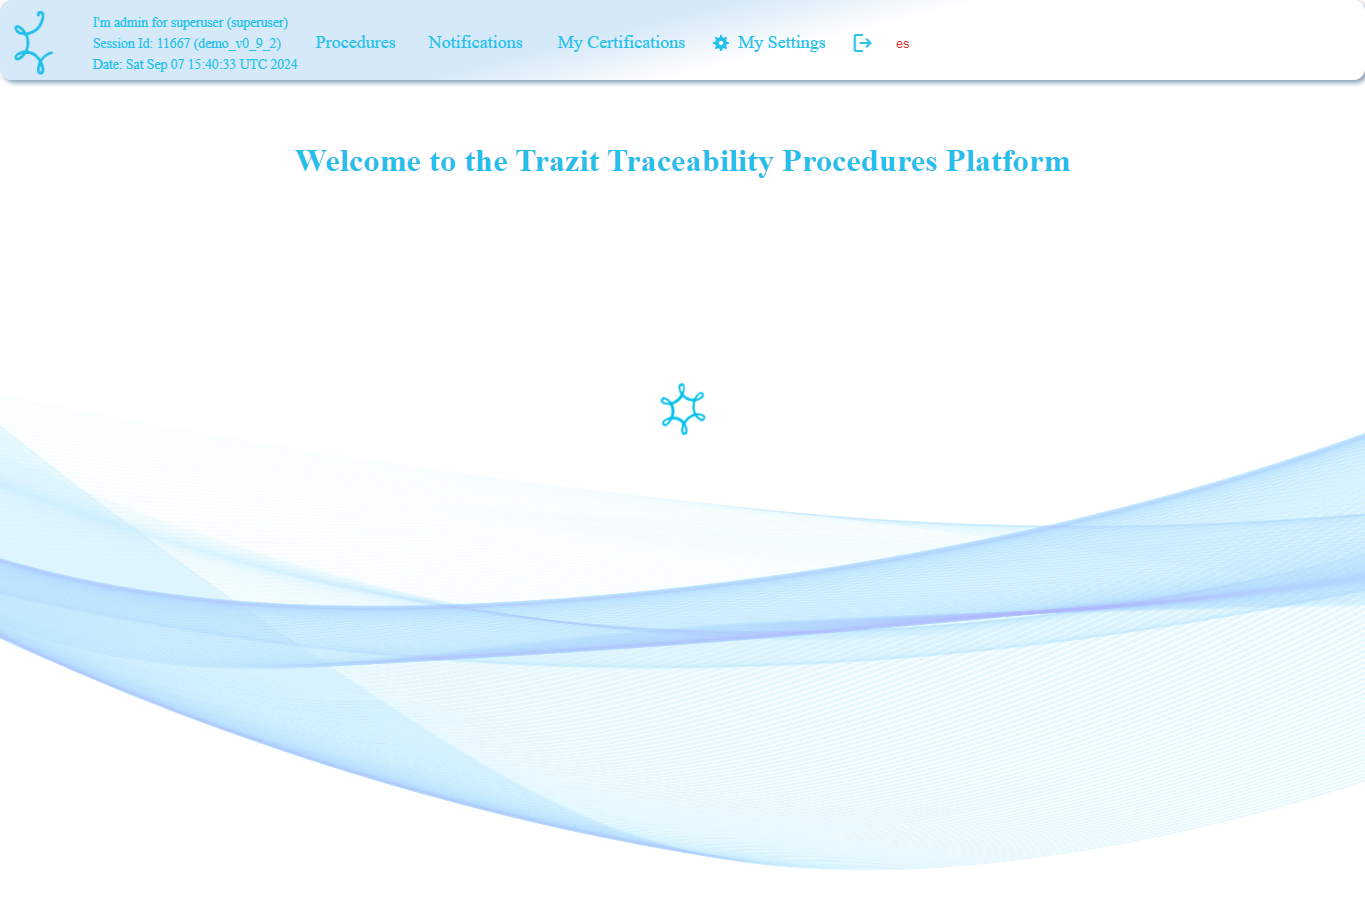 I'm admin for superuser (superuser)
Session Id: 11667 (demo_v0_9_2)
Date: Sat Sep 07 15:40:33 UTC 2024
Procedures
Notifications
My Certifications
My Settings
es
Welcome to the Trazit Traceability Procedures Platform